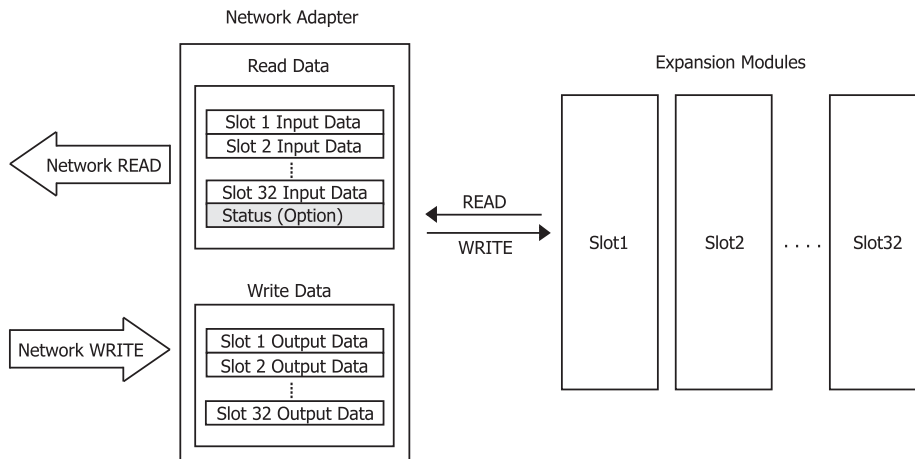 Network Adapter
Read Data
Slot 1 Input Data
Slot 2 Input Data
Slot 32 Input Data
Status (Option)
Network READ
Write Data
Slot 1 Output Data
Slot 2 Output Data
Slot 32 Output Data
Network WRITE
READ
WRITE
Expansion Modules
Slot1
Slot2
. . . .
Slot32